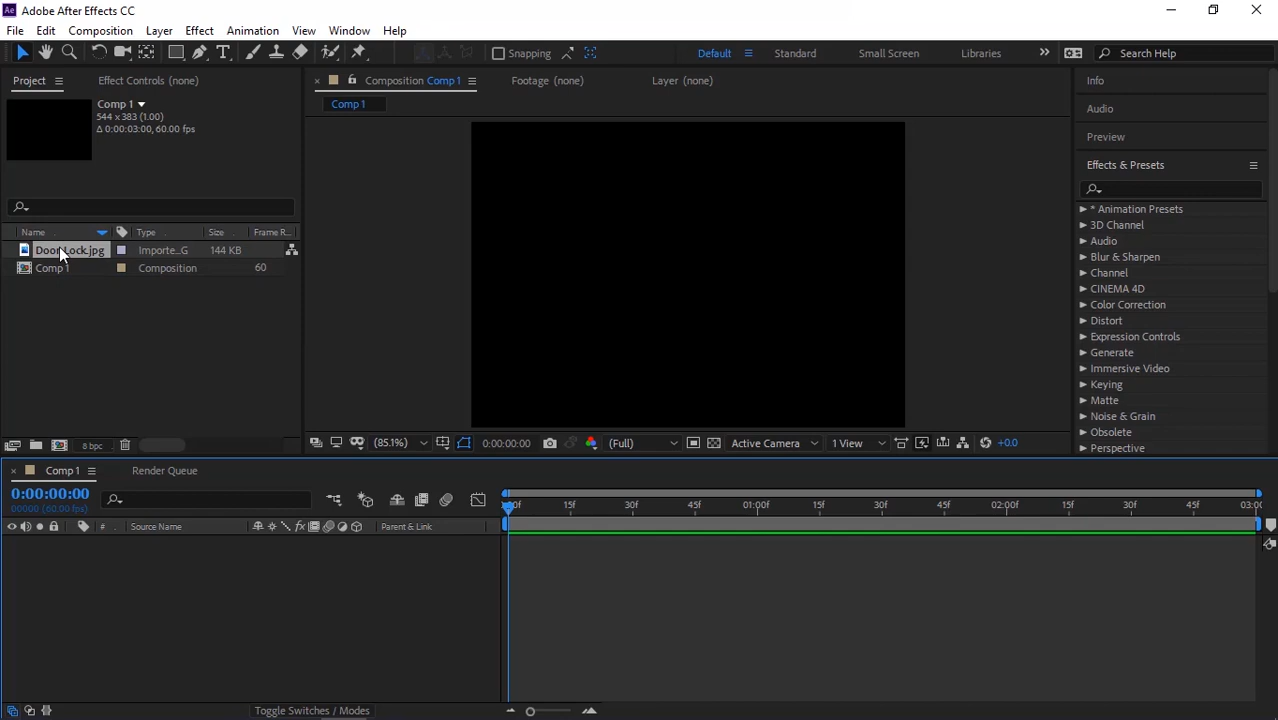 Ae Adobe After Effects CC
File Edit Composition Layer Effect Animation View Window Help
Snapping Default Standard Small Screen Libraries Search Help
Project Effect Controls (none) Composition Comp 1 Footage (none) Layer (none) Info
Comp 1 Comp 1 Audio
544 x 383 (1.00)
Δ 0:00:03:00, 60.00 fps
Preview
Effects & Presets
Name Type Size Frame R...
Door Lock.jpg Importe...G 144 KB
Comp 1 Composition 60
* Animation Presets
3D Channel
Audio
Blur & Sharpen
Channel
CINEMA 4D
Color Correction
Distort
Expression Controls
Generate
Immersive Video
Keying
Matte
Noise & Grain
Obsolete
Perspective
8 bpc (85.1%) 0:00:00:00 (Full) Active Camera 1 View +0.0
Comp 1 Render Queue
0:00:00:00
00000 (60.00 fps)
:00f 15f 30f 45f 01:00f 15f 30f 45f 02:00f 15f 30f 45f 03:00
# Source Name Parent & Link
Toggle Switches / Modes